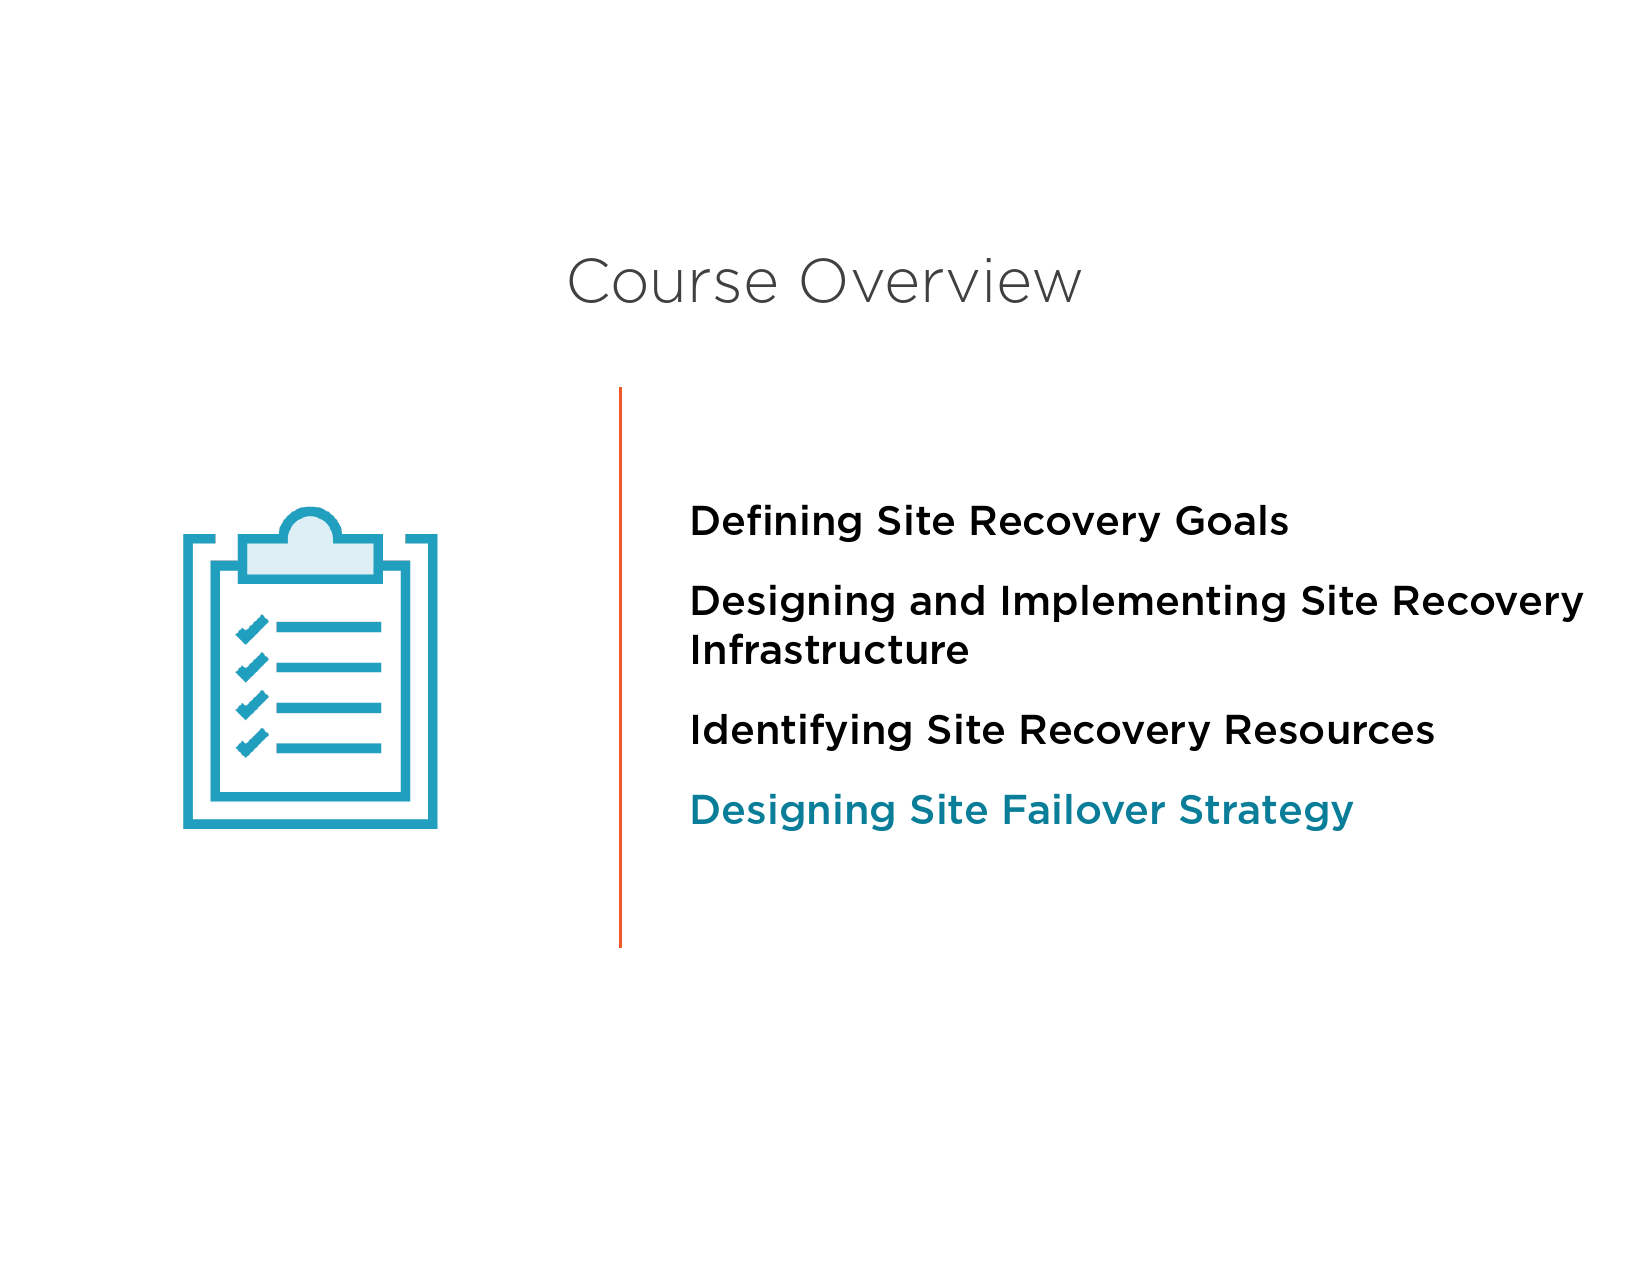 Course Overview
Defining Site Recovery Goals
Designing and Implementing Site Recovery
Infrastructure
Identifying Site Recovery Resources
Designing Site Failover Strategy